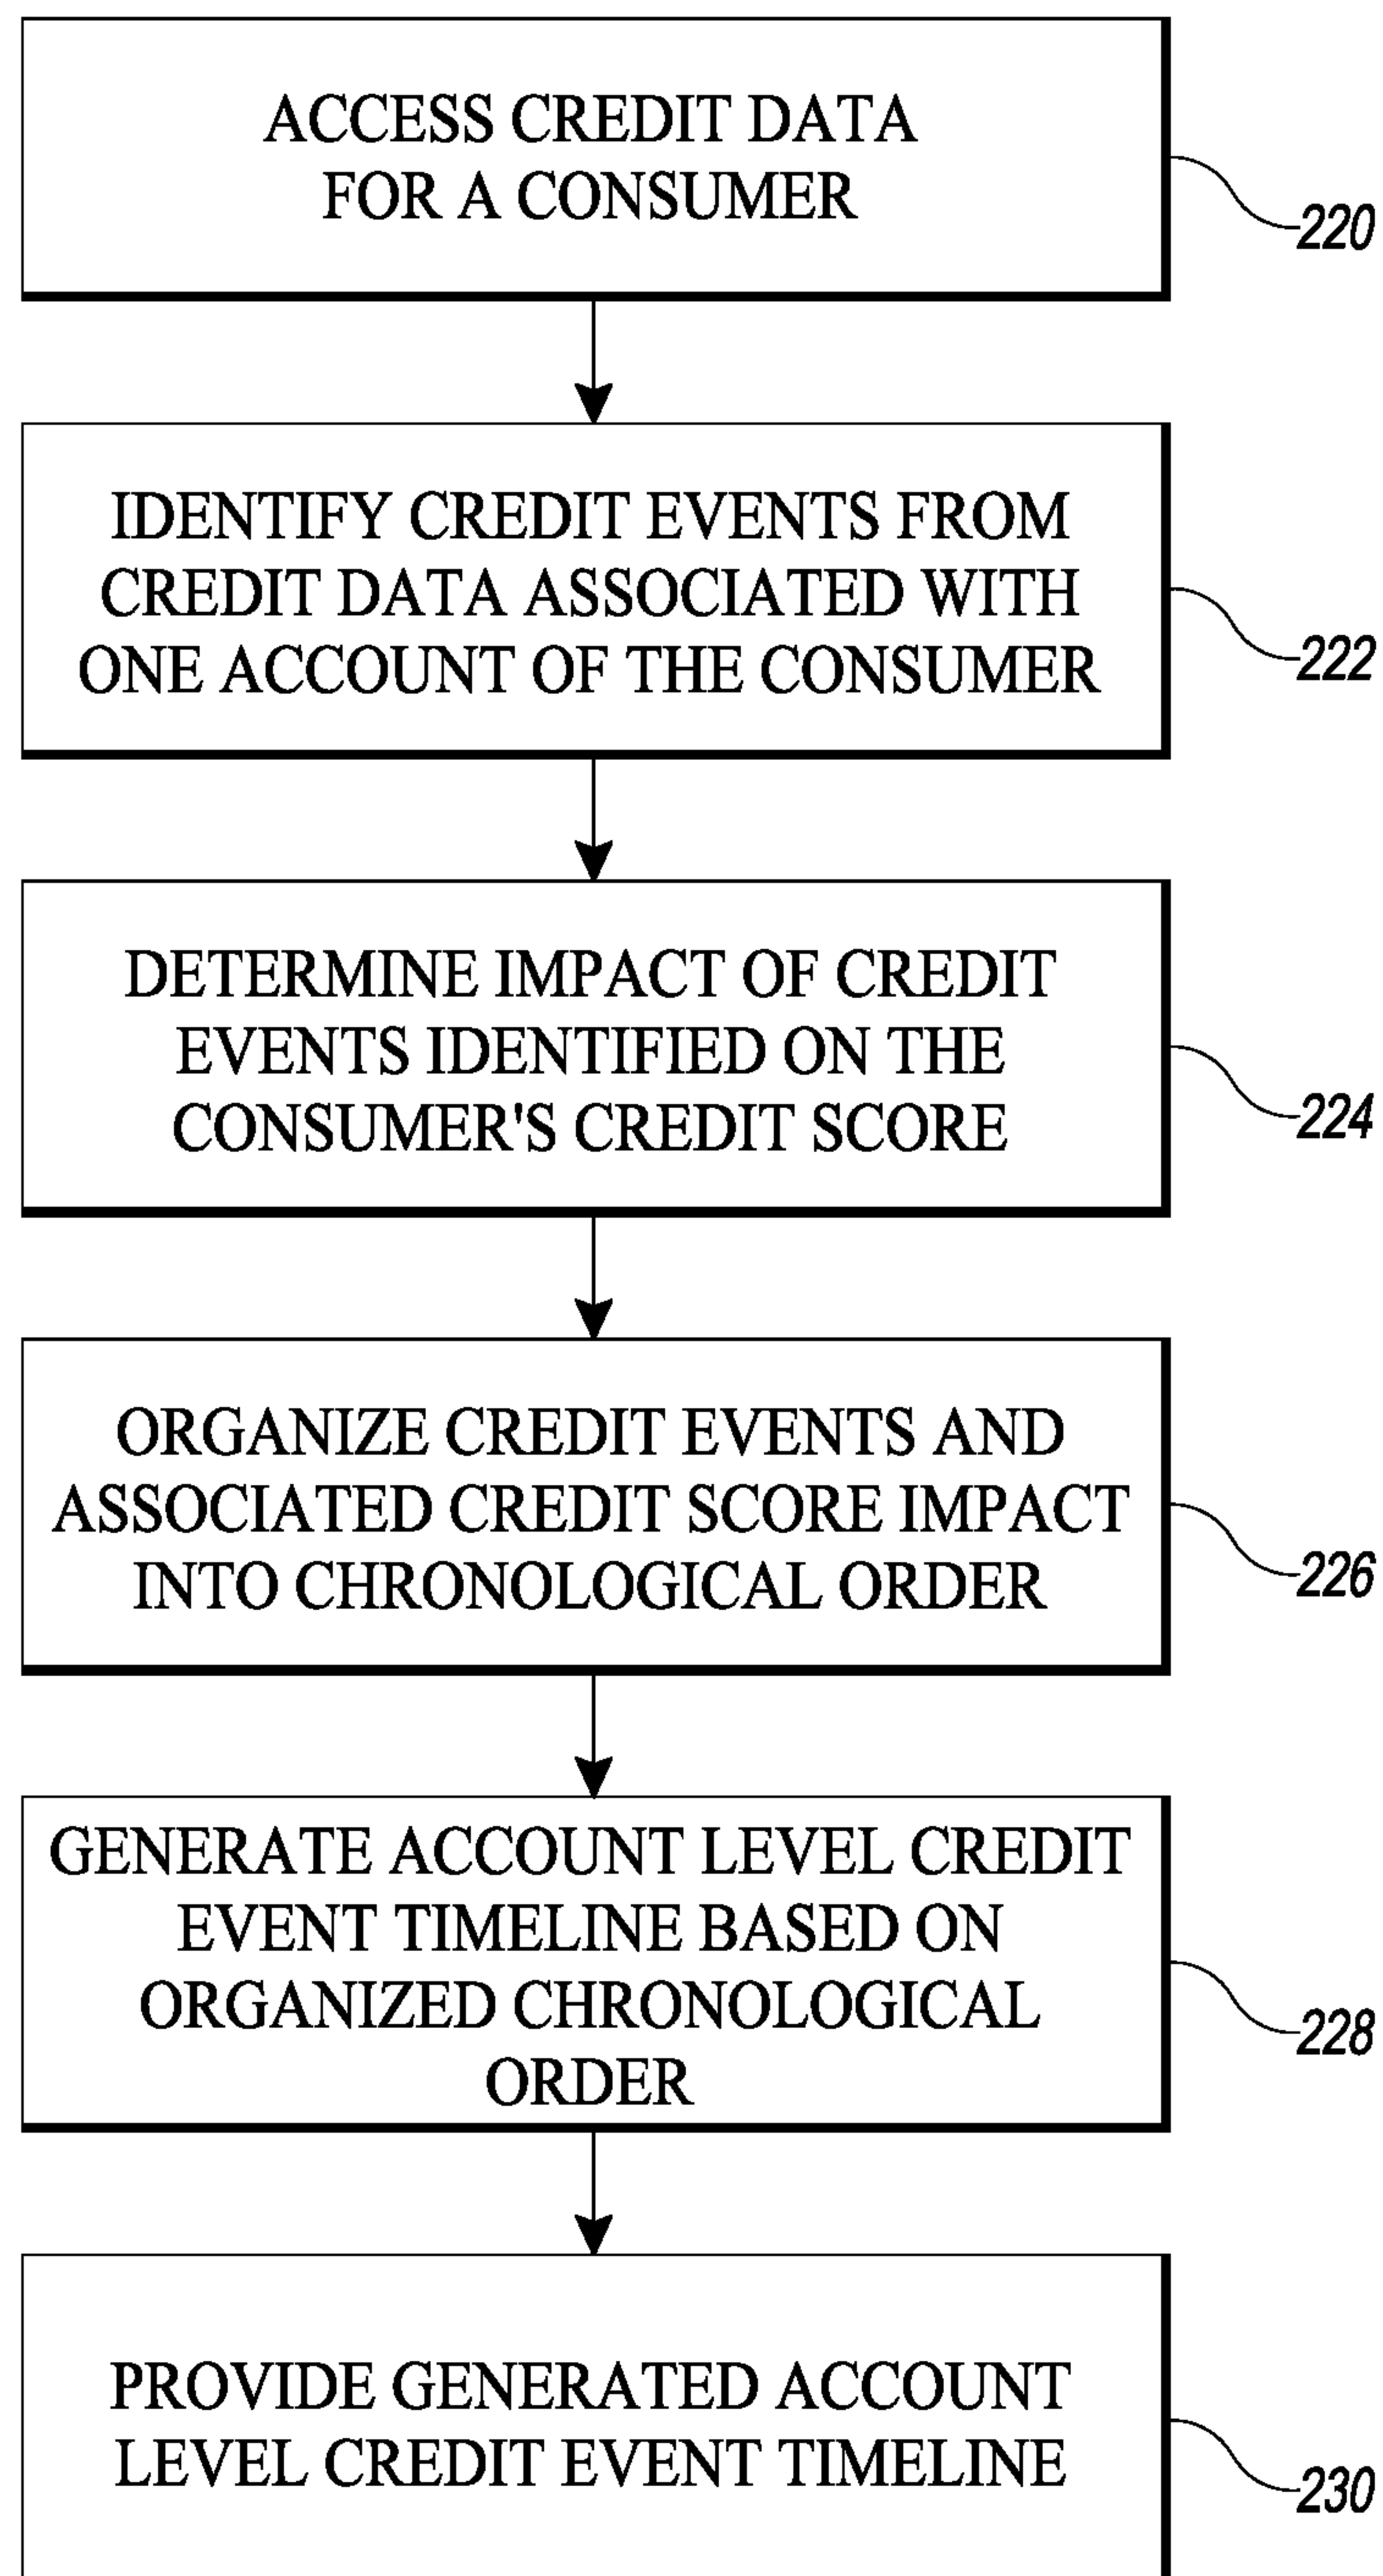 ACCESS CREDIT DATA
FOR A CONSUMER
220
IDENTIFY CREDIT EVENTS FROM
CREDIT DATA ASSOCIATED WITH
ONE ACCOUNT OF THE CONSUMER
222
DETERMINE IMPACT OF CREDIT
EVENTS IDENTIFIED ON THE
CONSUMER'S CREDIT SCORE
224
ORGANIZE CREDIT EVENTS AND
ASSOCIATED CREDIT SCORE IMPACT
INTO CHRONOLOGICAL ORDER
226
GENERATE ACCOUNT LEVEL CREDIT
EVENT TIMELINE BASED ON
ORGANIZED CHRONOLOGICAL
ORDER
228
PROVIDE GENERATED ACCOUNT
LEVEL CREDIT EVENT TIMELINE
230